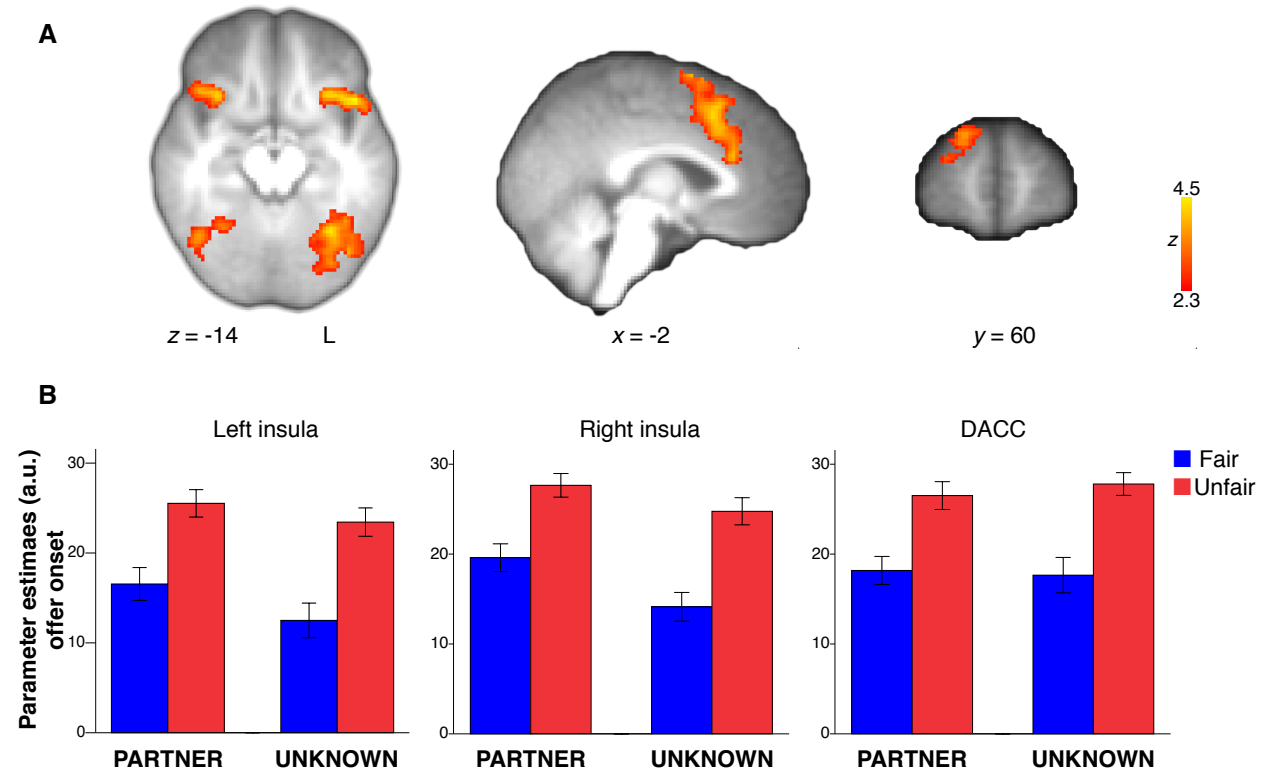 A
z = -14
L
x = -2
y = 60
4.5
z
2.3
B
Left insula
Right insula
DACC
Parameter estimaes (a.u.)
offer onset
30
20
10
0
30
20
10
0
30
20
10
0
Fair
Unfair
PARTNER
UNKNOWN
PARTNER
UNKNOWN
PARTNER
UNKNOWN